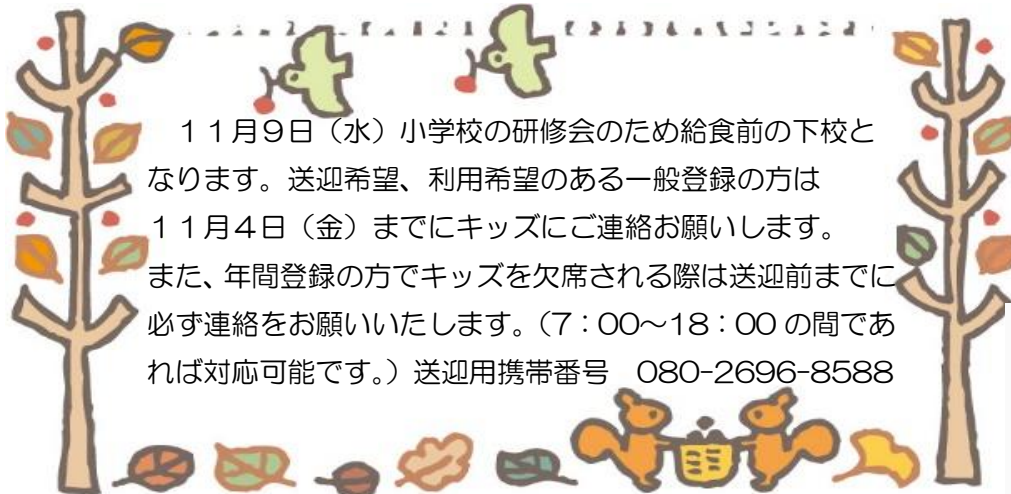 １１月９日（水）小学校の研修会のため給食前の下校と
なります。送迎希望、利用希望のある一般登録の方は
１１月４日（金）までにキッズにご連絡お願いします。
また、年間登録の方でキッズを欠席される際は送迎前までに
必ず連絡をお願いいたします。（7：00～18：00 の間であ
れば対応可能です。）送迎用携帯番号　080-2696-8588